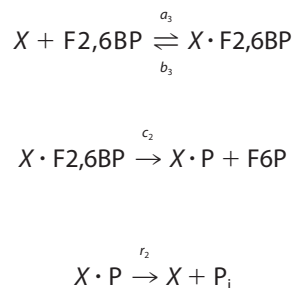 a₃
X + F2,6BP ⇌ X · F2,6BP
b₃
c₂
X · F2,6BP → X · P + F6P
r₂
X · P → X + Pᵢ